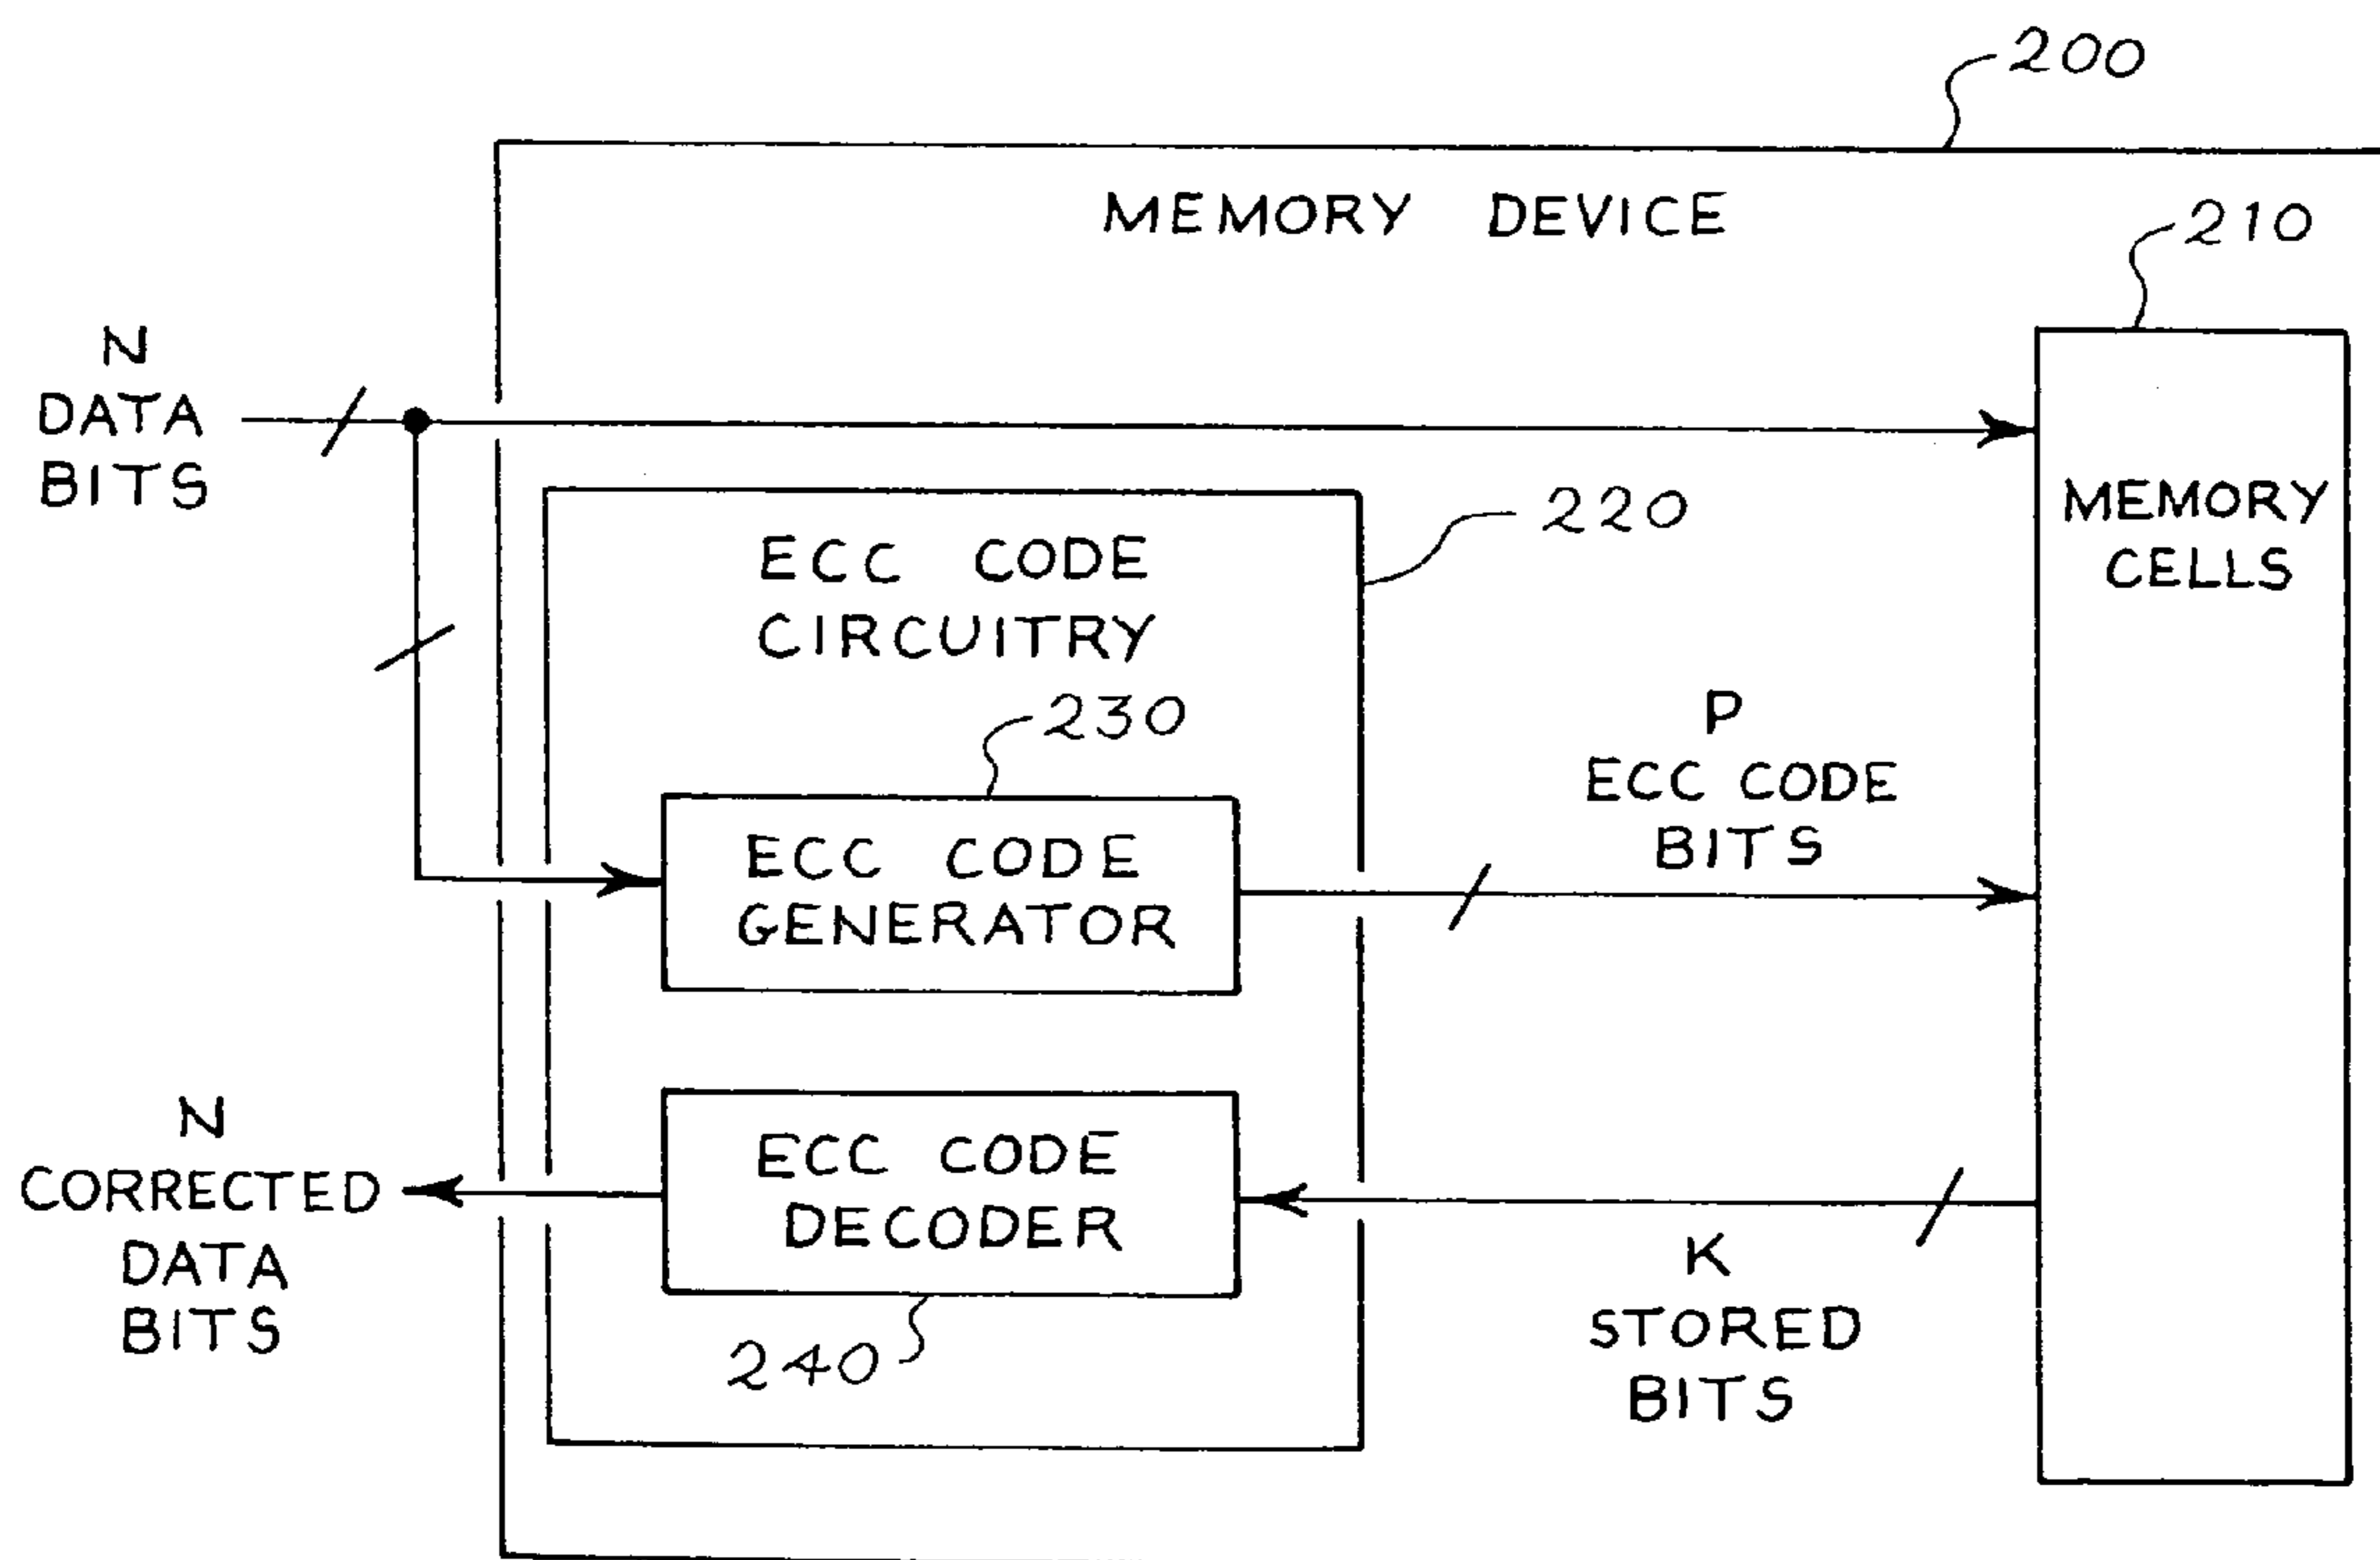 200
MEMORY DEVICE
210
N
DATA
BITS
MEMORY
CELLS
220
ECC CODE
CIRCUITRY
230
P
ECC CODE
BITS
ECC CODE
GENERATOR
N
CORRECTED
DATA
BITS
ECC CODE
DECODER
240
K
STORED
BITS